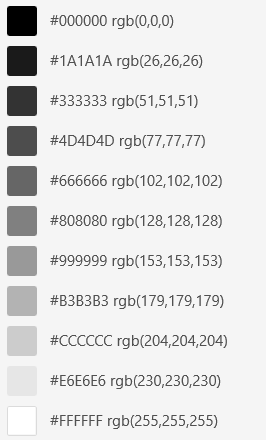 #000000 rgb(0,0,0)
#1A1A1A rgb(26,26,26)
#333333 rgb(51,51,51)
#4D4D4D rgb(77,77,77)
#666666 rgb(102,102,102)
#808080 rgb(128,128,128)
#999999 rgb(153,153,153)
#B3B3B3 rgb(179,179,179)
#CCCCCC rgb(204,204,204)
#E6E6E6 rgb(230,230,230)
#FFFFFF rgb(255,255,255)